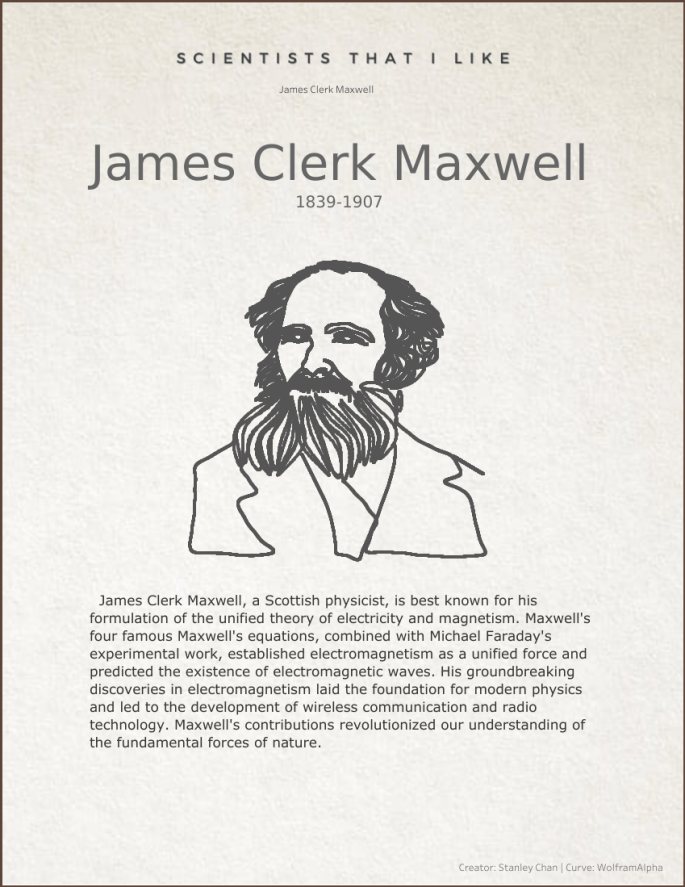 SCIENTISTS THAT I LIKE
James Clerk Maxwell
James Clerk Maxwell
1839-1907
James Clerk Maxwell, a Scottish physicist, is best known for his
formulation of the unified theory of electricity and magnetism. Maxwell's
four famous Maxwell's equations, combined with Michael Faraday's
experimental work, established electromagnetism as a unified force and
predicted the existence of electromagnetic waves. His groundbreaking
discoveries in electromagnetism laid the foundation for modern physics
and led to the development of wireless communication and radio
technology. Maxwell's contributions revolutionized our understanding of
the fundamental forces of nature.
Creator: Stanley Chan | Curve: WolframAlpha